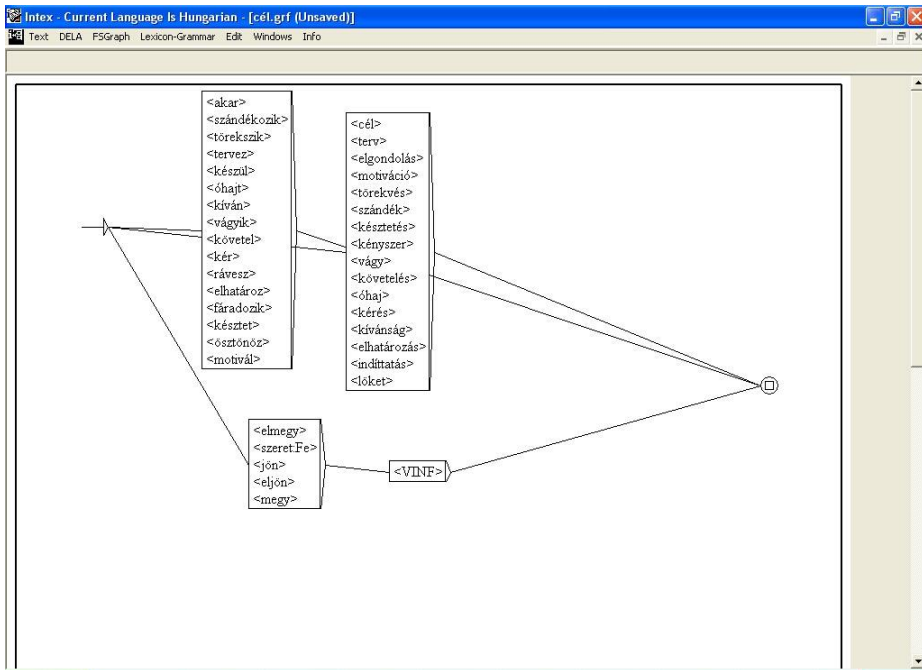 Intex - Current Language Is Hungarian - [cél.grf (Unsaved)]
Text DELA FSGraph Lexicon-Grammar Edit Windows Info
<akar>
<szándékozik>
<törekszik>
<tervez>
<készül>
<óhajt>
<kíván>
<vágyik>
<követel>
<kér>
<rávesz>
<elhatároz>
<fáradozik>
<késztet>
<ösztönöz>
<motivál>
<cél>
<terv>
<elgondolás>
<motiváció>
<törekvés>
<szándék>
<késztetés>
<kényszer>
<vágy>
<követelés>
<óhaj>
<kérés>
<kívánság>
<elhatározás>
<indíttatás>
<löket>
<elmegy>
<szeret:Fe>
<jön>
<eljön>
<megy>
<VINF>